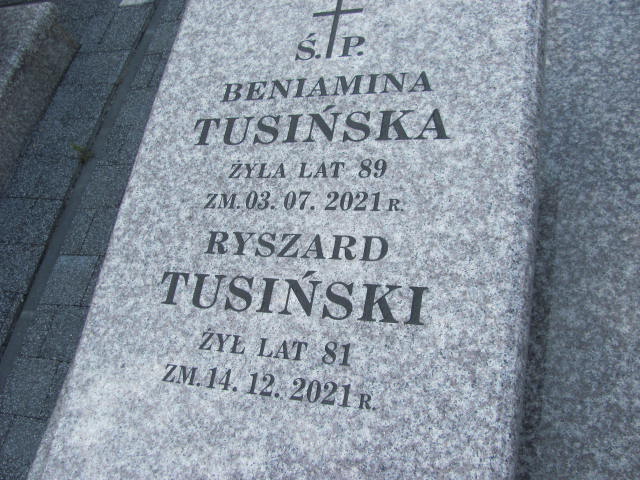 Ś.P.
BENIAMINA
TUSIŃSKA
ŻYŁA LAT 89
ZM. 03. 07. 2021 R.
RYSZARD
TUSIŃSKI
ŻYŁ LAT 81
ZM. 14. 12. 2021 R.